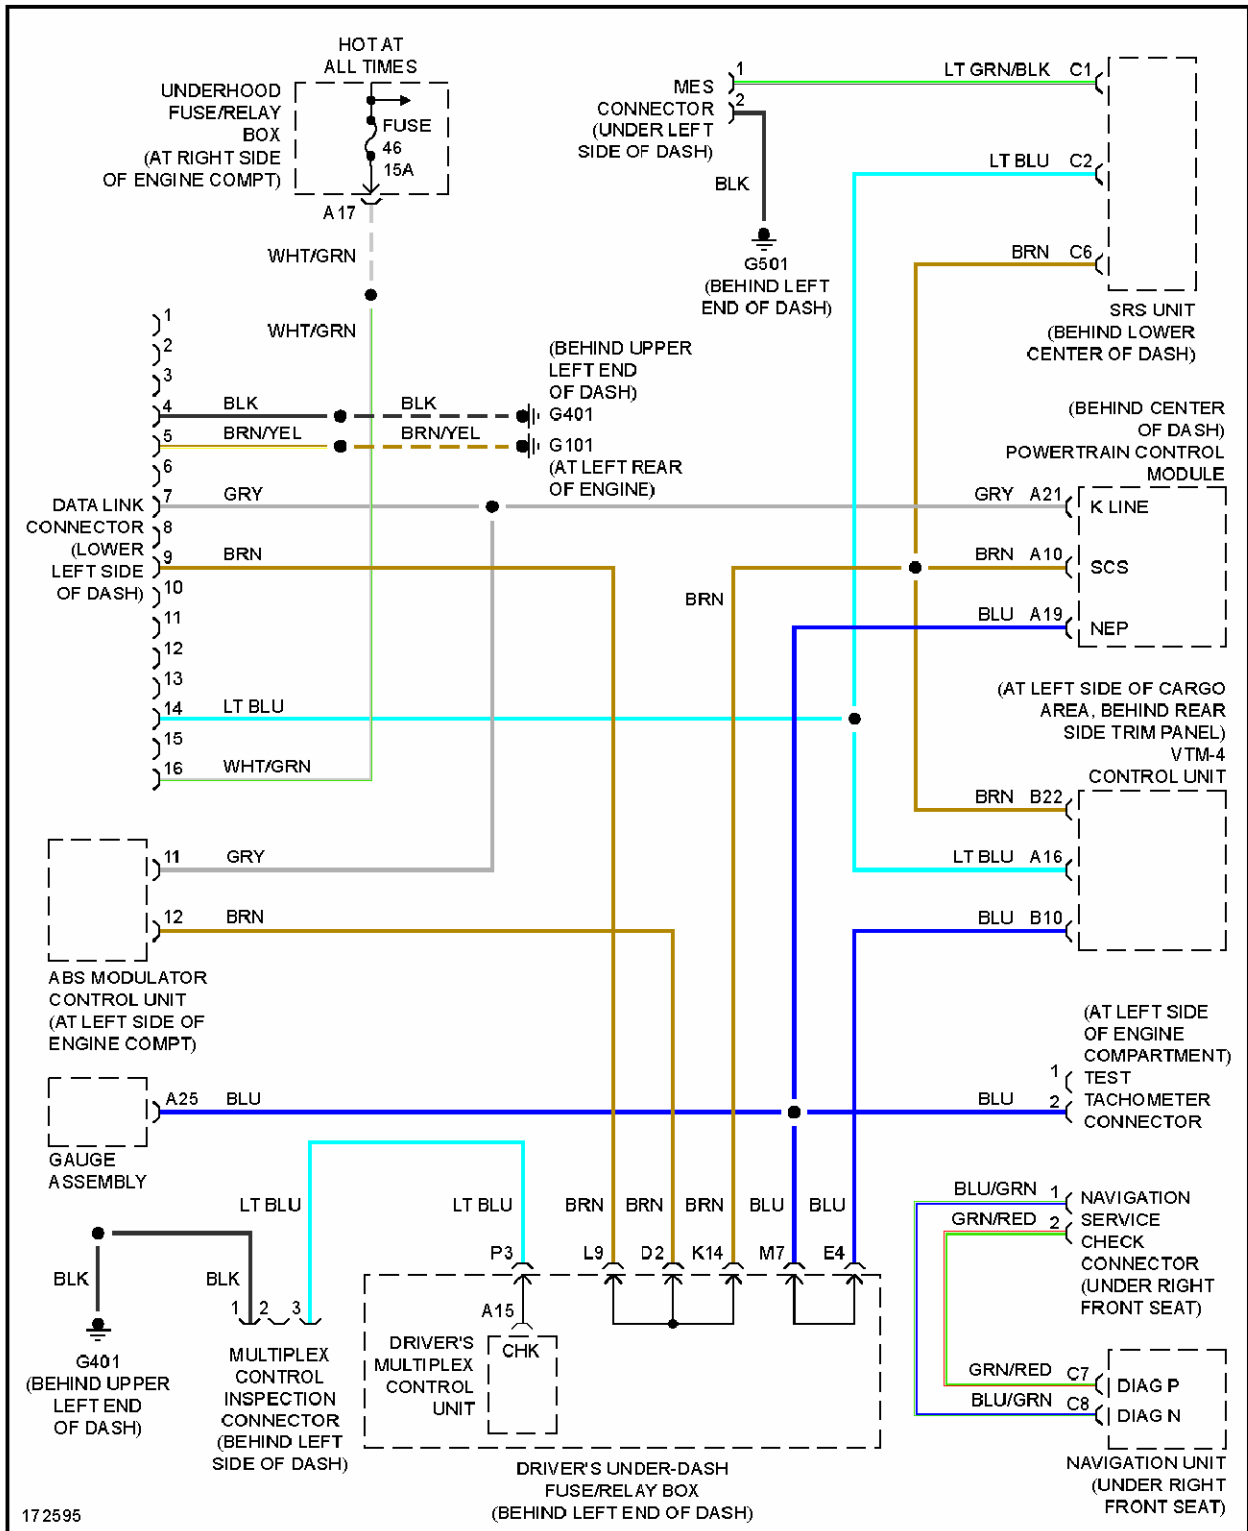 HOT AT
ALL TIMES
UNDERHOOD
FUSE/RELAY
BOX
(AT RIGHT SIDE
OF ENGINE COMPT)
FUSE
46
15A
A17
WHT/GRN
WHT/GRN
MES
CONNECTOR
(UNDER LEFT
SIDE OF DASH)
1
2
BLK
G501
(BEHIND LEFT
END OF DASH)
LT GRN/BLK C1
LT BLU C2
BRN C6
SRS UNIT
(BEHIND LOWER
CENTER OF DASH)
DATA LINK
CONNECTOR
(LOWER
LEFT SIDE
OF DASH)
1
2
3
4 BLK BLK
5 BRN/YEL BRN/YEL
6
7 GRY
8
9 BRN
10
11
12
13
14 LT BLU
15
16 WHT/GRN
(BEHIND UPPER
LEFT END
OF DASH)
G401
G101
(AT LEFT REAR
OF ENGINE)
(BEHIND CENTER
OF DASH)
POWERTRAIN CONTROL
MODULE
GRY A21 K LINE
BRN A10 SCS
BLU A19 NEP
BRN
(AT LEFT SIDE OF CARGO
AREA, BEHIND REAR
SIDE TRIM PANEL)
VTM-4
CONTROL UNIT
BRN B22
LT BLU A16
BLU B10
11 GRY
12 BRN
ABS MODULATOR
CONTROL UNIT
(AT LEFT SIDE OF
ENGINE COMPT)
A25 BLU
GAUGE
ASSEMBLY
(AT LEFT SIDE
OF ENGINE
COMPARTMENT)
1 TEST
BLU 2 TACHOMETER
CONNECTOR
LT BLU
LT BLU
BRN
BRN
BRN
BLU
BLU
P3
L9
D2
K14
M7
E4
BLK
BLK
1 2 3
G401
(BEHIND UPPER
LEFT END
OF DASH)
MULTIPLEX
CONTROL
INSPECTION
CONNECTOR
(BEHIND LEFT
SIDE OF DASH)
A15
CHK
DRIVER'S
MULTIPLEX
CONTROL
UNIT
DRIVER'S UNDER-DASH
FUSE/RELAY BOX
(BEHIND LEFT END OF DASH)
BLU/GRN 1
GRN/RED 2
NAVIGATION
SERVICE
CHECK
CONNECTOR
(UNDER RIGHT
FRONT SEAT)
GRN/RED C7 DIAG P
BLU/GRN C8 DIAG N
NAVIGATION UNIT
(UNDER RIGHT
FRONT SEAT)
172595